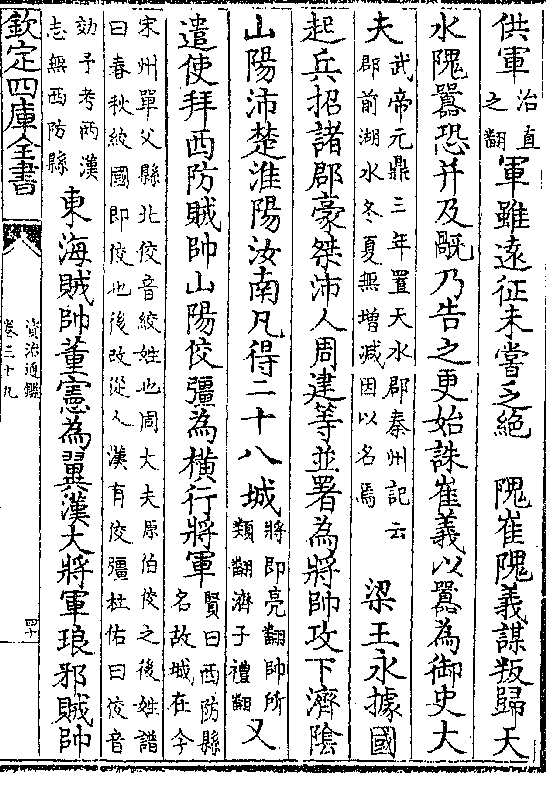 供軍治直之翻軍雖遠征未嘗乏絶　隗崔隗義謀叛歸天
水隗囂恐并及禍乃告之更始誅崔義以囂為御史大
夫武帝元鼎三年置天水郡秦州記云郡前湖水冬夏無增減因以名焉　梁王永據國
起兵招諸郡豪桀沛人周建等並署為將帥攻下濟隂
山陽沛楚淮陽汝南凡得二十八城將即亮翻帥所類翻濟子禮翻又
遣使拜西防賊帥山陽佼彊為横行將軍賢曰西防縣名故城在今
宋州單父縣北佼音絞姓也周大夫原伯佼之後姓譜
曰春秋絞國即佼也後改從人漢有佼彊杜佑曰佼音
効予考兩漢志無西防縣　東海賊帥董憲為翼漢大將軍琅邪賊帥
欽定四庫全書
資治通鑑
卷三十九
四十